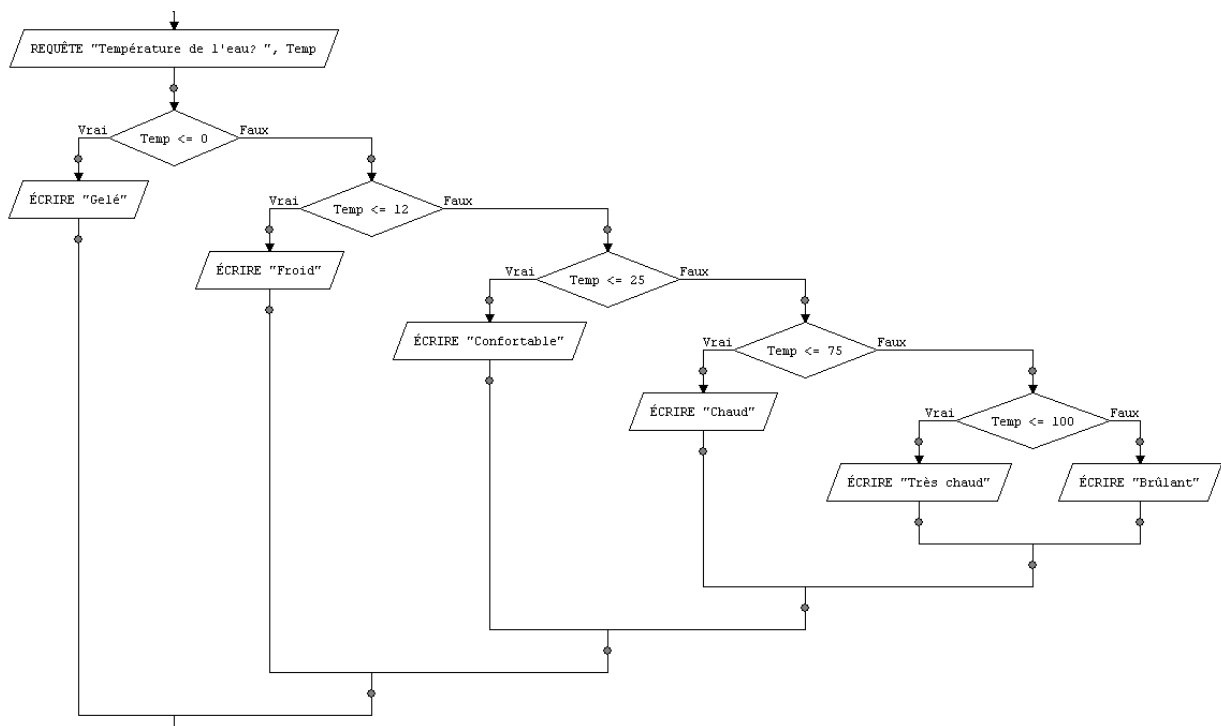 REQUÊTE "Température de l'eau? ", Temp
Vrai
Temp <= 0
Faux
ÉCRIRE "Gelé"
Vrai
Temp <= 12
Faux
ÉCRIRE "Froid"
Vrai
Temp <= 25
Faux
ÉCRIRE "Confortable"
Vrai
Temp <= 75
Faux
ÉCRIRE "Chaud"
Vrai
Temp <= 100
Faux
ÉCRIRE "Très chaud"
ÉCRIRE "Brûlant"